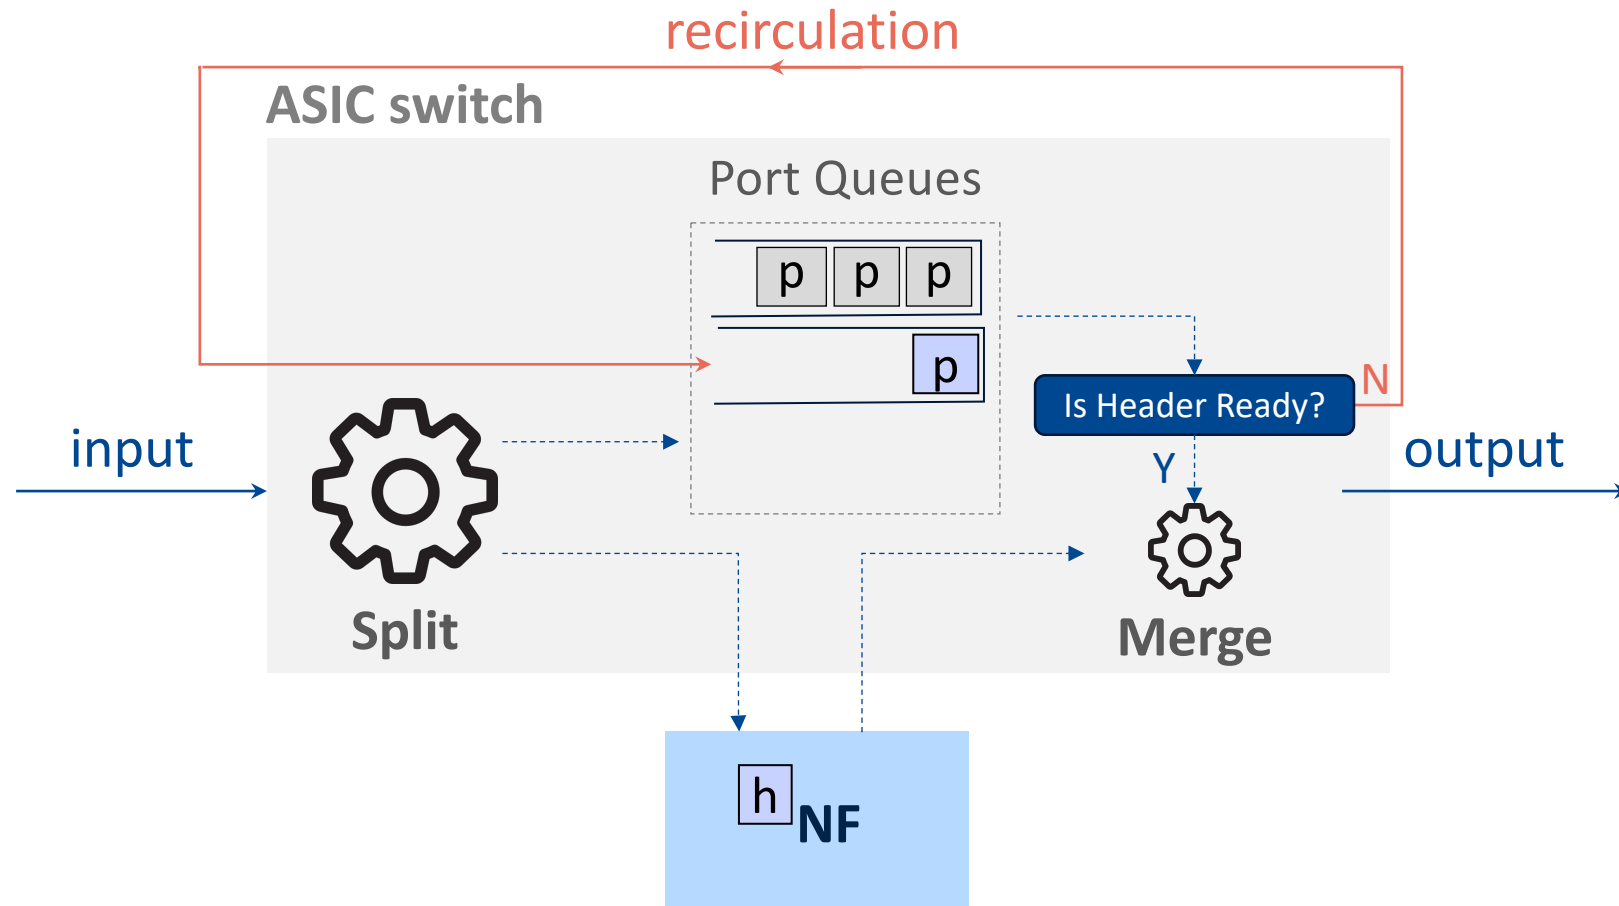 recirculation
ASIC switch
Port Queues
p p p
p
N
Is Header Ready?
input
Y
output
Split
Merge
h
NF